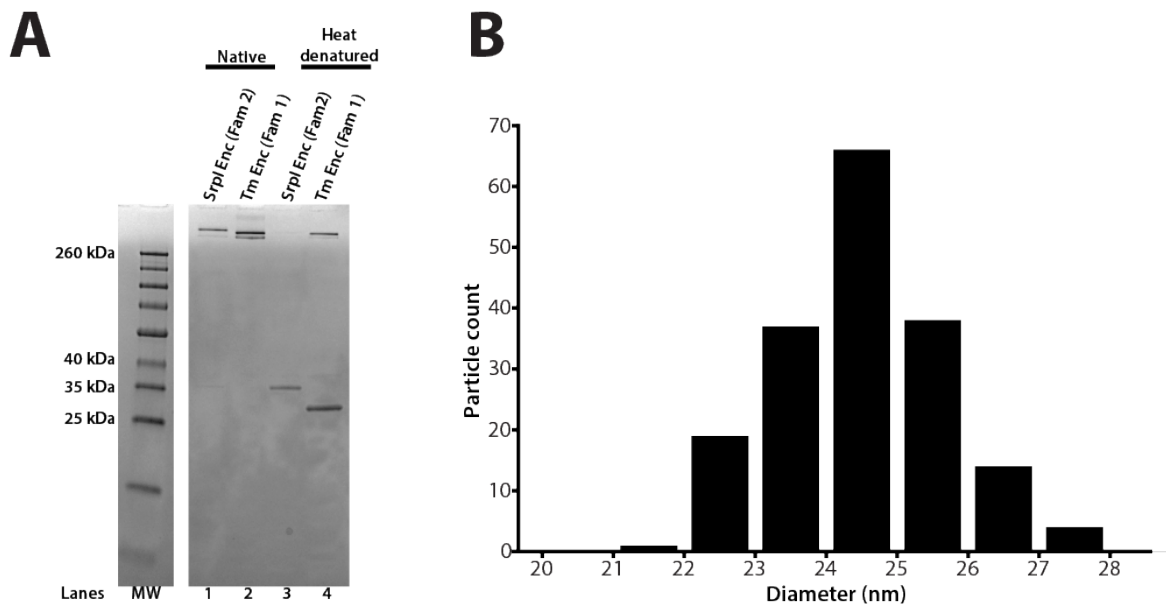 A
Native
Heat
denatured
SrpI Enc (Fam 2)
Tm Enc (Fam 1)
SrpI Enc (Fam2)
Tm Enc (Fam 1)
260 kDa
40 kDa
35 kDa
25 kDa
Lanes MW 1 2 3 4
B
Particle count
70
60
50
40
30
20
10
0
20 21 22 23 24 25 26 27 28
Diameter (nm)